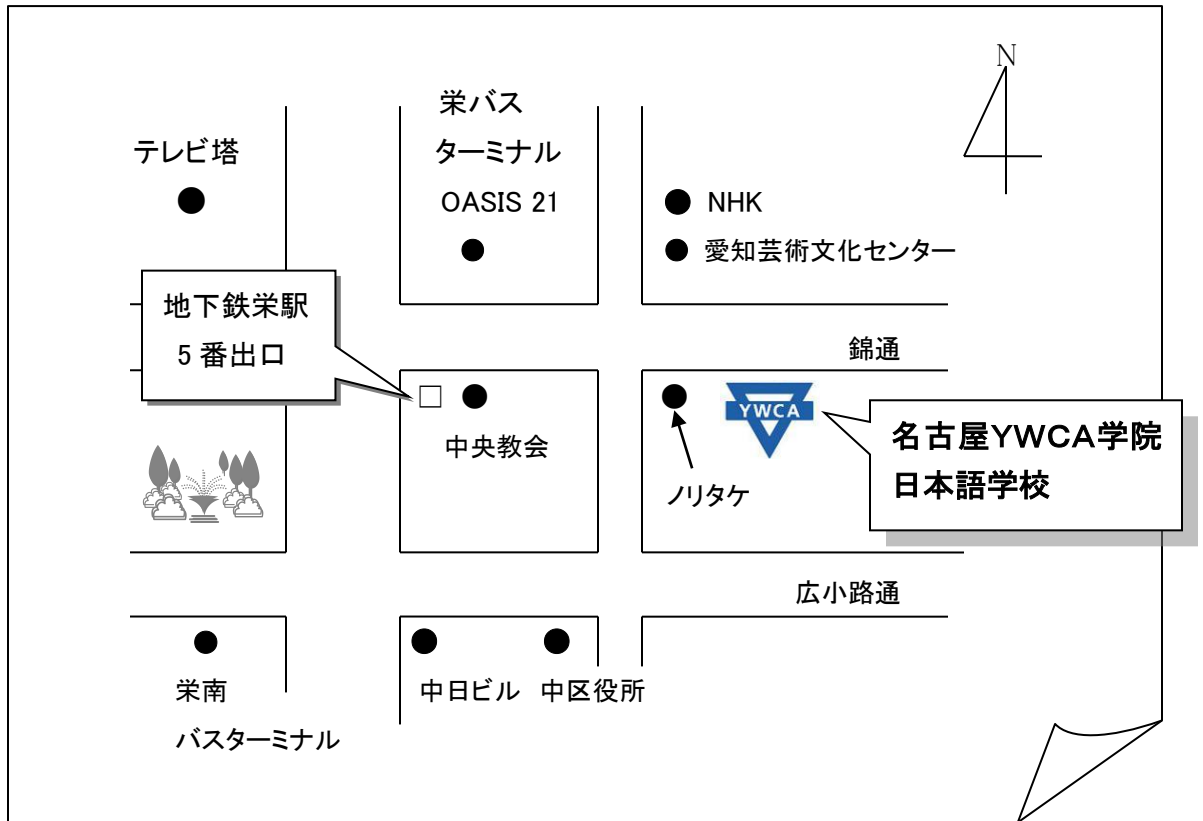 N
テレビ塔
栄バス
ターミナル
OASIS 21
NHK
愛知芸術文化センター
地下鉄栄駅
5 番出口
錦通
中央教会
ノリタケ
YWCA
名古屋YWCA学院
日本語学校
広小路通
栄南
バスターミナル
中日ビル
中区役所